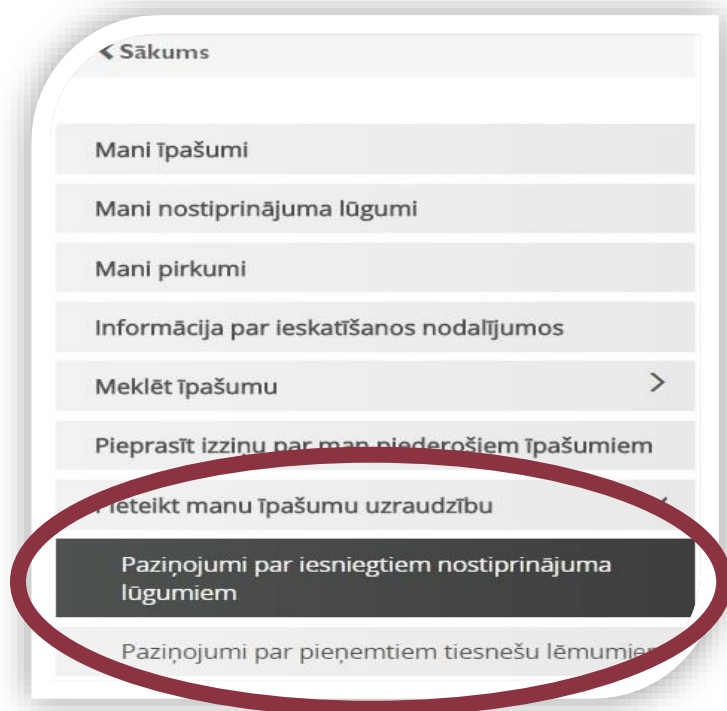 Sākums
Mani īpašumi
Mani nostiprinājuma lūgumi
Mani pirkumi
Informācija par ieskatīšanos nodalījumos
Meklēt īpašumu
Pieprasīt izziņu par man piederošiem īpašumiem
Pieteikt manu īpašumu uzraudzību
Paziņojumi par iesniegtiem nostiprinājuma
lūgumiem
Paziņojumi par pieņemtiem tiesnešu